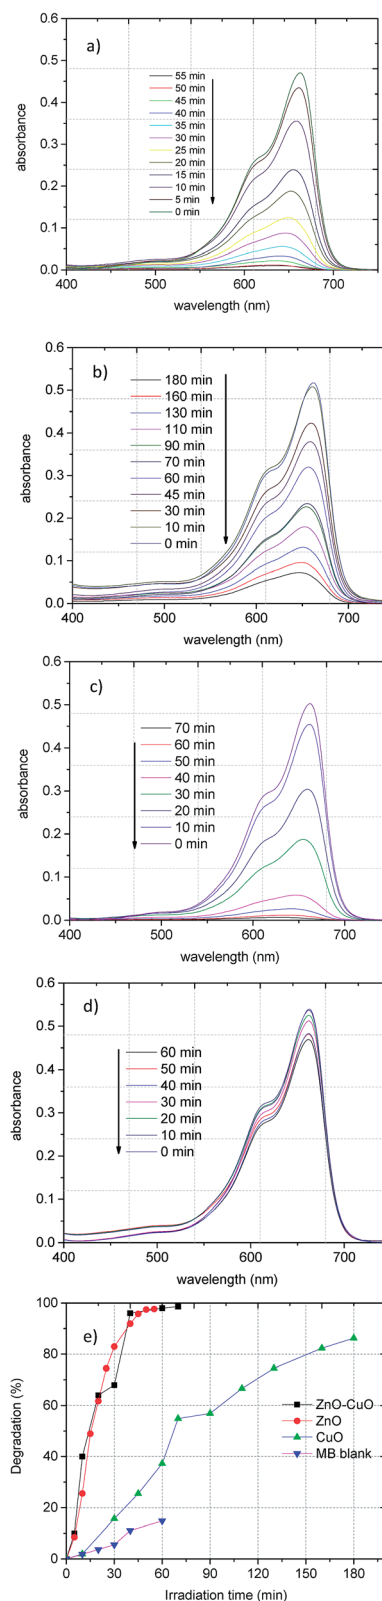 a)
55 min
50 min
45 min
40 min
35 min
30 min
25 min
20 min
15 min
10 min
5 min
0 min
absorbance
0.6
0.5
0.4
0.3
0.2
0.1
0.0
400 500 600 700
wavelength (nm)
b)
180 min
160 min
130 min
110 min
90 min
70 min
60 min
45 min
30 min
10 min
0 min
absorbance
0.6
0.5
0.4
0.3
0.2
0.1
0.0
400 500 600 700
wavelength (nm)
c)
70 min
60 min
50 min
40 min
30 min
20 min
10 min
0 min
absorbance
0.6
0.5
0.4
0.3
0.2
0.1
0.0
400 500 600 700
wavelength (nm)
d)
60 min
50 min
40 min
30 min
20 min
10 min
0 min
absorbance
0.6
0.5
0.4
0.3
0.2
0.1
0.0
400 500 600 700
wavelength (nm)
e)
ZnO-CuO
ZnO
CuO
MB blank
Degradation (%)
100
80
60
40
20
0
0 30 60 90 120 150 180
Irradiation time (min)